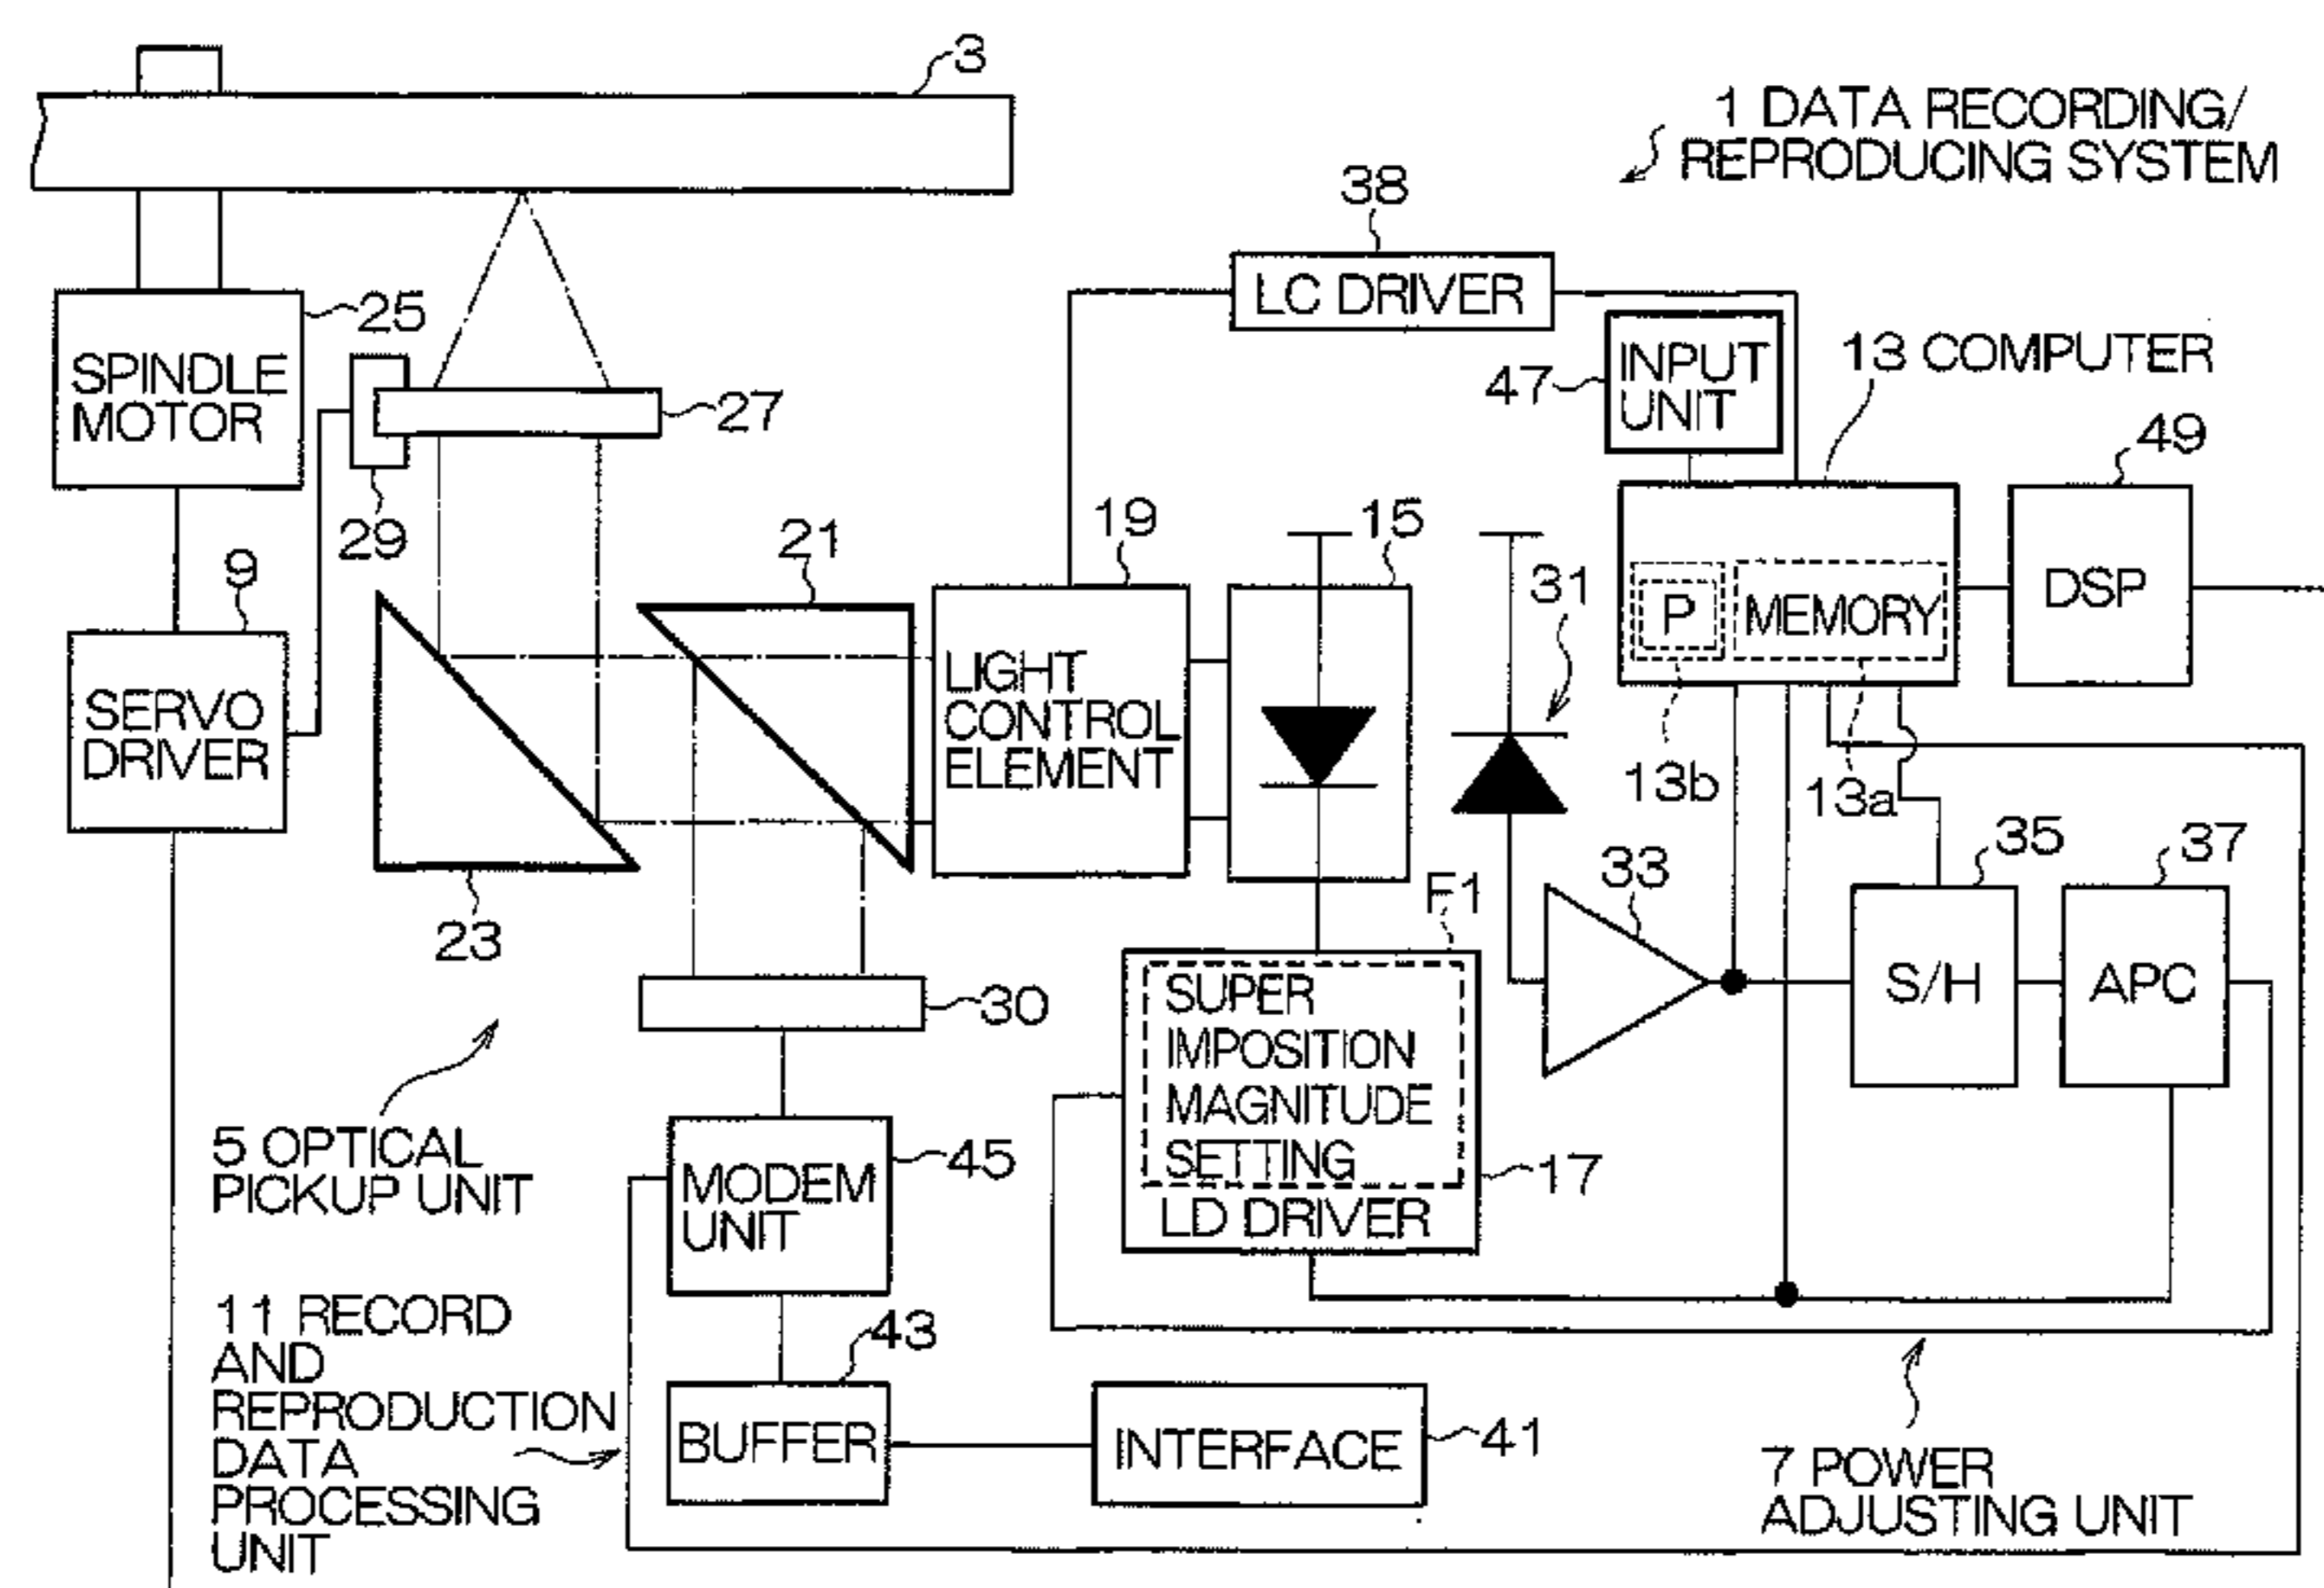 3
1 DATA RECORDING/
REPRODUCING SYSTEM
38
LC DRIVER
25
SPINDLE
MOTOR
27
29
47
INPUT
UNIT
13 COMPUTER
49
DSP
P
MEMORY
13b
13a
9
SERVO
DRIVER
21
19
15
31
LIGHT
CONTROL
ELEMENT
23
33
35
37
S/H
APC
F1
SUPER
IMPOSITION
MAGNITUDE
SETTING
LD DRIVER
17
30
5 OPTICAL
PICKUP UNIT
MODEM
UNIT
45
11 RECORD
AND
REPRODUCTION
DATA
PROCESSING
UNIT
43
BUFFER
INTERFACE
41
7 POWER
ADJUSTING UNIT